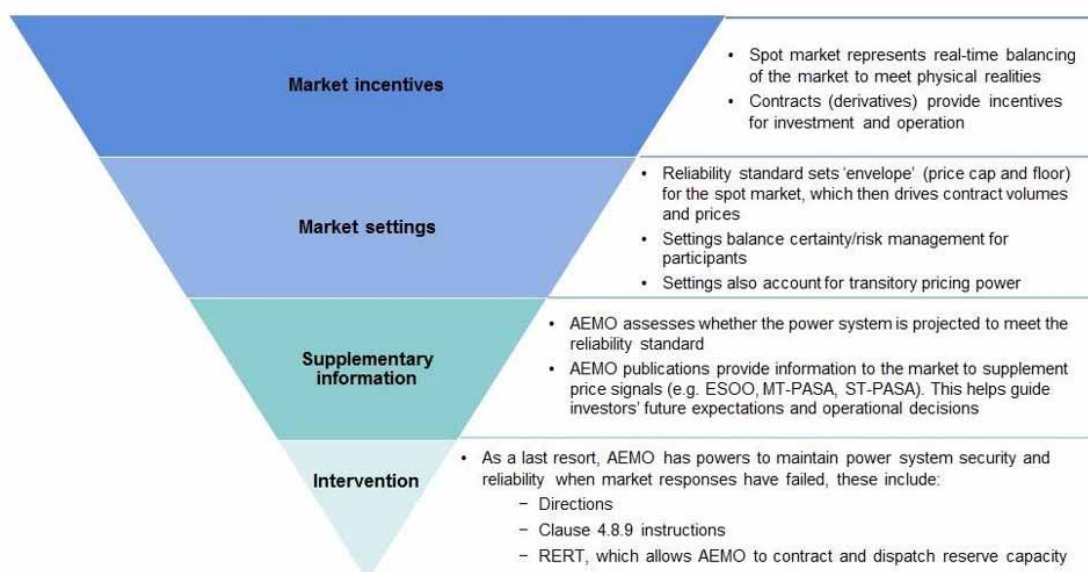 Market incentives
• Spot market represents real-time balancing
of the market to meet physical realities
• Contracts (derivatives) provide incentives
for investment and operation
Market settings
• Reliability standard sets 'envelope' (price cap and floor)
for the spot market, which then drives contract volumes
and prices
• Settings balance certainty/risk management for
participants
• Settings also account for transitory pricing power
Supplementary
information
• AEMO assesses whether the power system is projected to meet the
reliability standard
• AEMO publications provide information to the market to supplement
price signals (e.g. ESOO, MT-PASA, ST-PASA). This helps guide
investors' future expectations and operational decisions
Intervention
• As a last resort, AEMO has powers to maintain power system security and
reliability when market responses have failed, these include:
− Directions
− Clause 4.8.9 instructions
− RERT, which allows AEMO to contract and dispatch reserve capacity